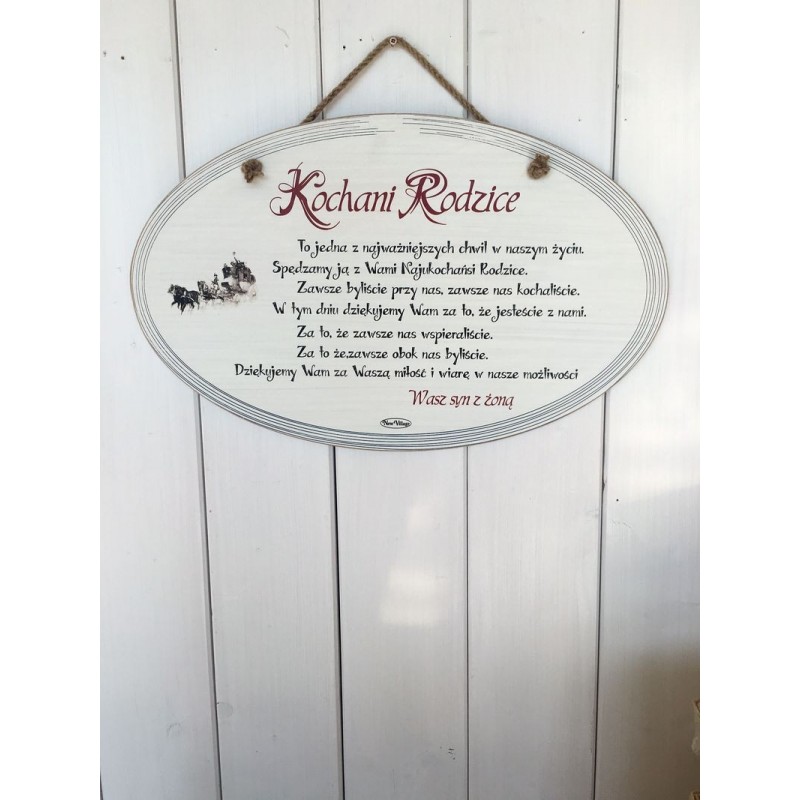 Kochani Rodzice
To jedna z najważniejszych chwil w naszym życiu.
Spędzamy ją z Wami Najukochańsi Rodzice.
Zawsze byliście przy nas, zawsze nas kochaliście.
W tym dniu dziękujemy Wam za to, że jesteście z nami.
Za to, że zawsze nas wspieraliście.
Za to że,zawsze obok nas byliście.
Dziękujemy Wam za Waszą miłość i wiarę w nasze możliwości
Wasz syn z żoną
New Village